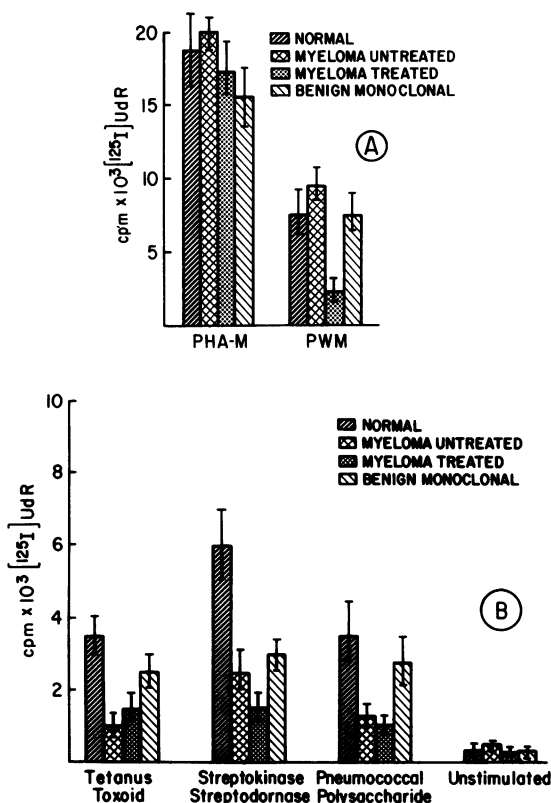 20
15
10
5
cpm x 10³ [125I] UdR
NORMAL
MYELOMA UNTREATED
MYELOMA TREATED
BENIGN MONOCLONAL
A
PHA-M PWM
10
8
6
4
2
cpm x 10³ [125I] UdR
NORMAL
MYELOMA UNTREATED
MYELOMA TREATED
BENIGN MONOCLONAL
B
Tetanus Streptokinase Pneumococcal Unstimulated
Toxoid Streptodornase Polysaccharide